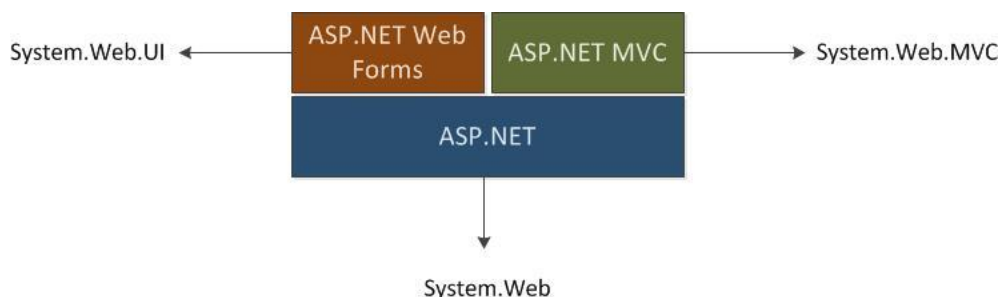 System.Web.UI
ASP.NET Web
Forms
ASP.NET MVC
System.Web.MVC
ASP.NET
System.Web